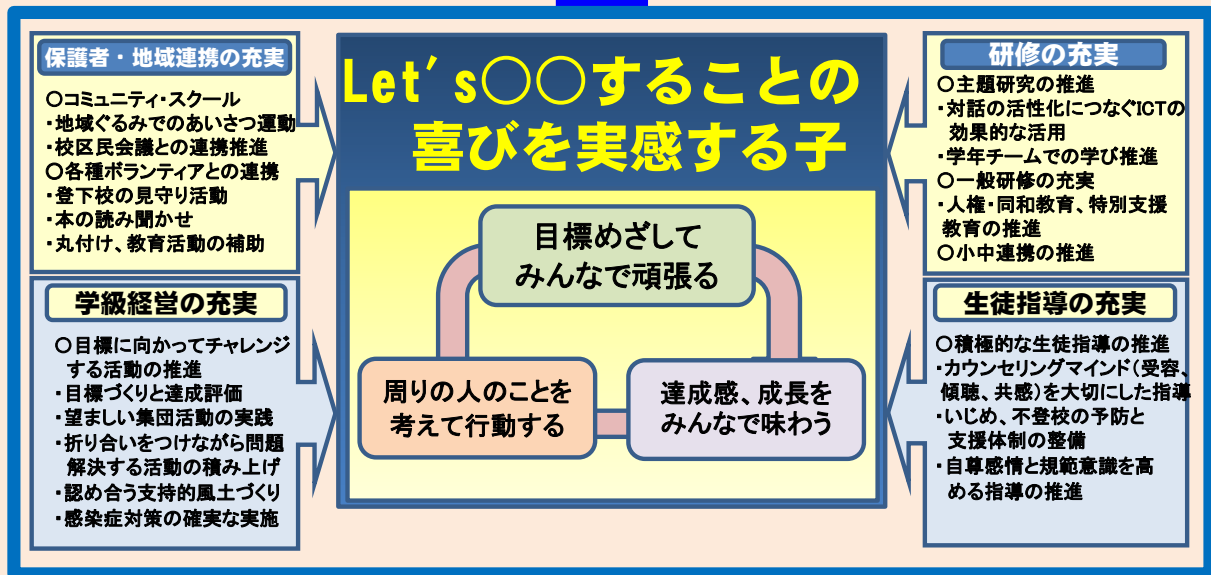 保護者・地域連携の充実
○コミュニティ・スクール
・地域ぐるみでのあいさつ運動
・校区民会議との連携推進
○各種ボランティアとの連携
・登下校の見守り活動
・本の読み聞かせ
・丸付け、教育活動の補助
学級経営の充実
○目標に向かってチャレンジ
する活動の推進
・目標づくりと達成評価
・望ましい集団活動の実践
・折り合いをつけながら問題
解決する活動の積み上げ
・認め合う支持的風土づくり
・感染症対策の確実な実施
Let's○○することの
喜びを実感する子
目標めざして
みんなで頑張る
周りの人のことを
考えて行動する
達成感、成長を
みんなで味わう
研修の充実
○主題研究の推進
・対話の活性化につなぐICTの
効果的な活用
・学年チームでの学び推進
○一般研修の充実
・人権・同和教育、特別支援
教育の推進
○小中連携の推進
生徒指導の充実
○積極的な生徒指導の推進
・カウンセリングマインド(受容、
傾聴、共感)を大切にした指導
・いじめ、不登校の予防と
支援体制の整備
・自尊感情と規範意識を高
める指導の推進